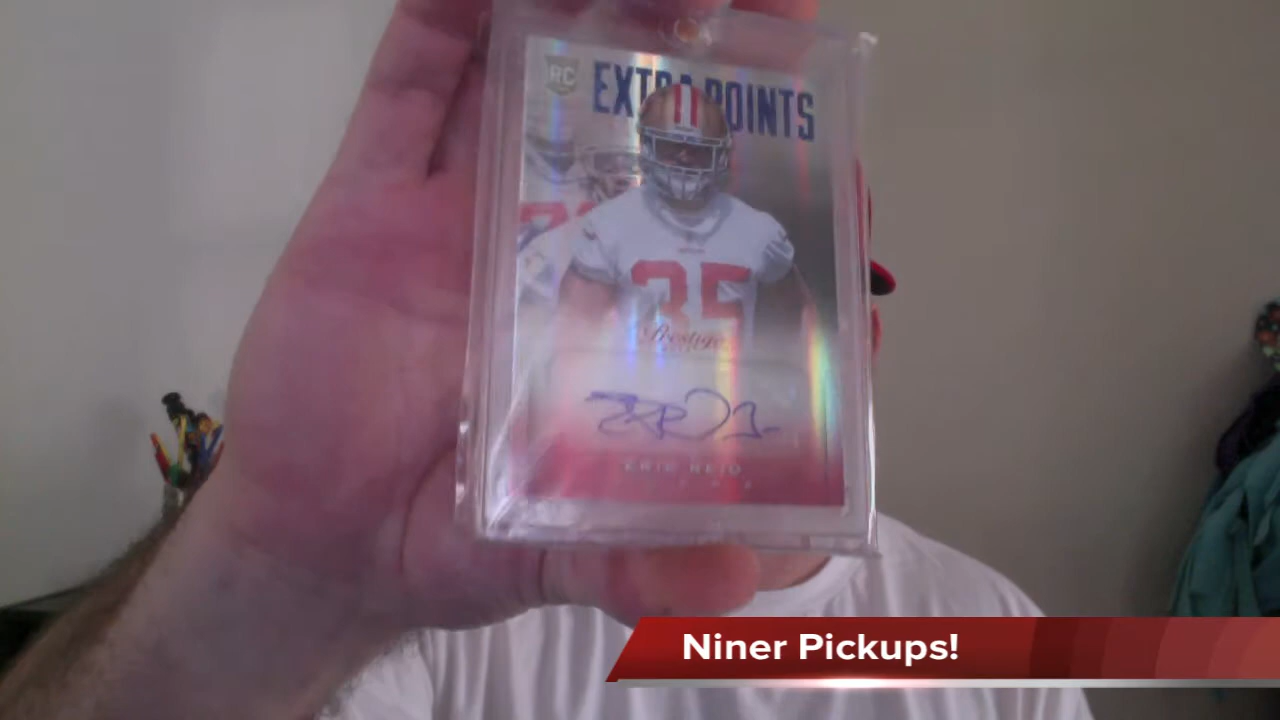 RC
EXTRA POINTS
35
Prestige
ERIC REID
Niner Pickups!